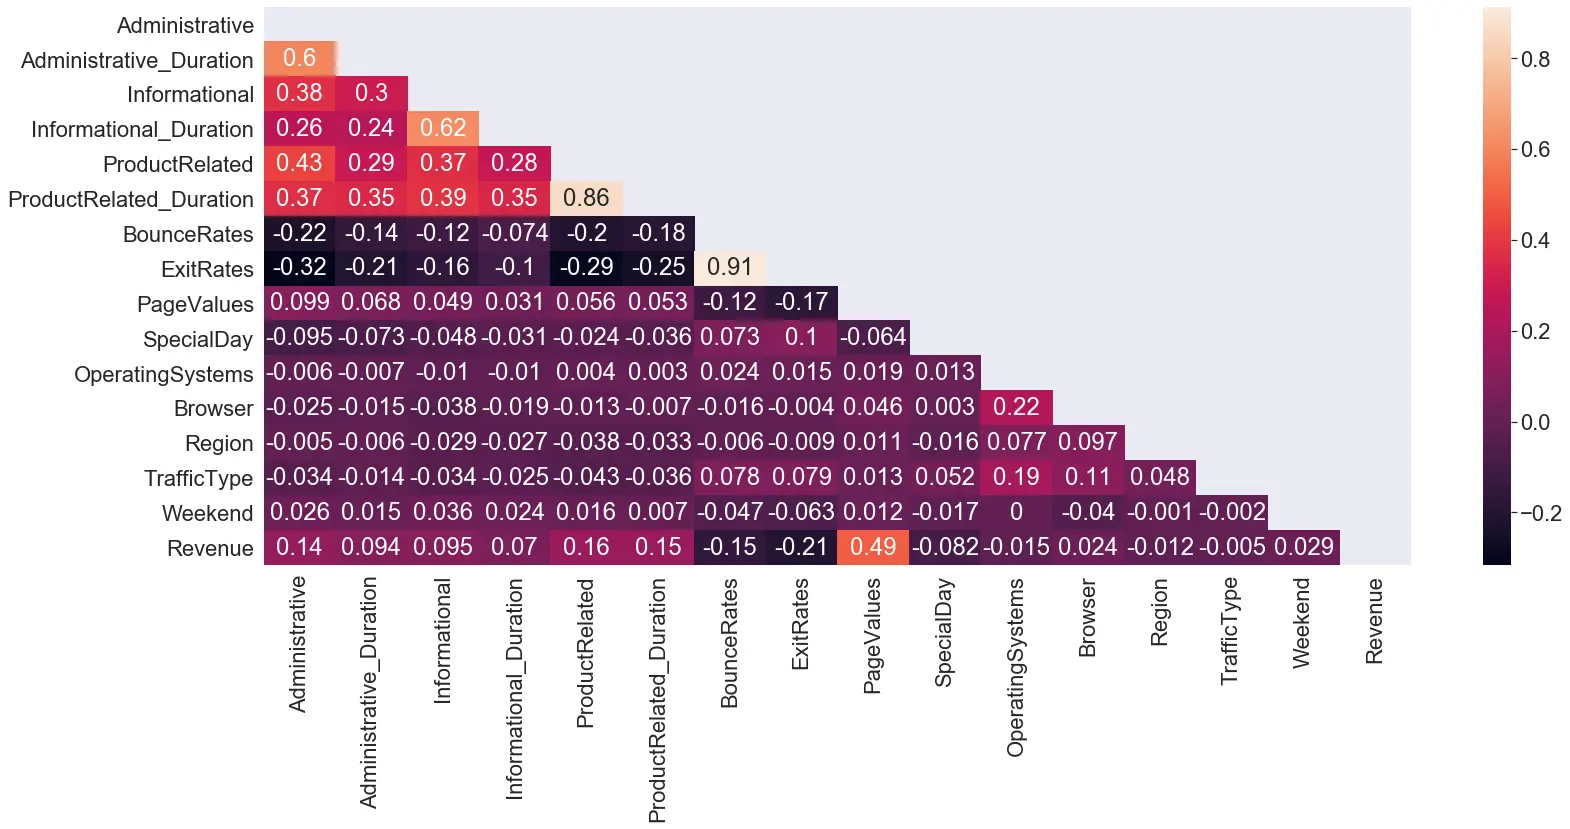 Administrative
Administrative_Duration 0.6
Informational 0.38 0.3
Informational_Duration 0.26 0.24 0.62
ProductRelated 0.43 0.29 0.37 0.28
ProductRelated_Duration 0.37 0.35 0.39 0.35 0.86
BounceRates -0.22 -0.14 -0.12 -0.074 -0.2 -0.18
ExitRates -0.32 -0.21 -0.16 -0.1 -0.29 -0.25 0.91
PageValues 0.099 0.068 0.049 0.031 0.056 0.053 -0.12 -0.17
SpecialDay -0.095 -0.073 -0.048 -0.031 -0.024 -0.036 0.073 0.1 -0.064
OperatingSystems -0.006 -0.007 -0.01 -0.01 0.004 0.003 0.024 0.015 0.019 0.013
Browser -0.025 -0.015 -0.038 -0.019 -0.013 -0.007 -0.016 -0.004 0.046 0.003 0.22
Region -0.005 -0.006 -0.029 -0.027 -0.038 -0.033 -0.006 -0.009 0.011 -0.016 0.077 0.097
TrafficType -0.034 -0.014 -0.034 -0.025 -0.043 -0.036 0.078 0.079 0.013 0.052 0.19 0.11 0.048
Weekend 0.026 0.015 0.036 0.024 0.016 0.007 -0.047 -0.063 0.012 -0.017 0 -0.04 -0.001 -0.002
Revenue 0.14 0.094 0.095 0.07 0.16 0.15 -0.15 -0.21 0.49 -0.082 -0.015 0.024 -0.012 -0.005 0.029
Administrative
Administrative_Duration
Informational
Informational_Duration
ProductRelated
ProductRelated_Duration
BounceRates
ExitRates
PageValues
SpecialDay
OperatingSystems
Browser
Region
TrafficType
Weekend
Revenue
0.8
0.6
0.4
0.2
0.0
−0.2